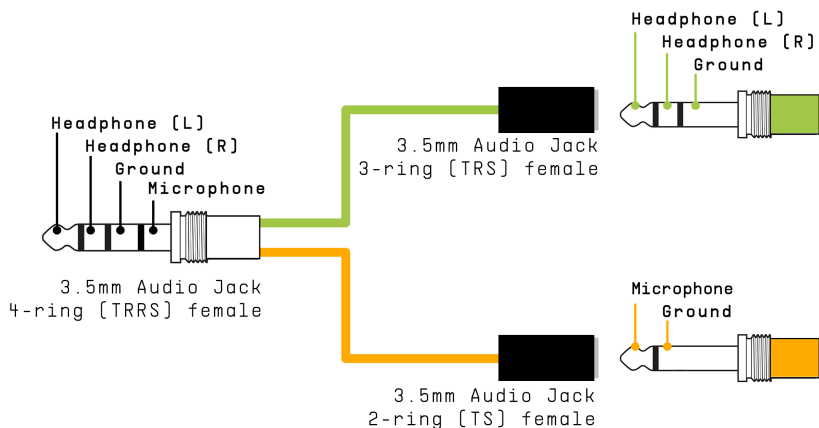 Headphone (L)
Headphone (R)
Ground
Microphone
3.5mm Audio Jack
4-ring (TRRS) female
3.5mm Audio Jack
3-ring (TRS) female
Headphone (L)
Headphone (R)
Ground
3.5mm Audio Jack
2-ring (TS) female
Microphone
Ground